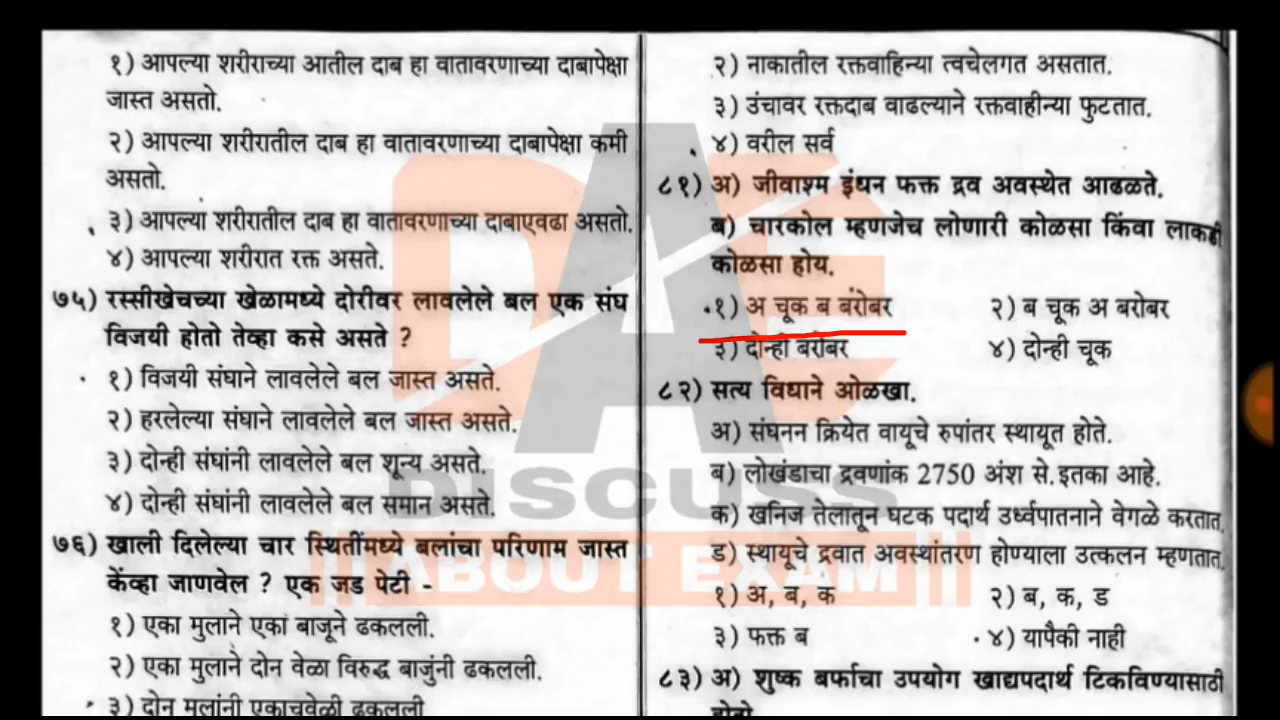 १) आपल्या शरीराच्या आतील दाब हा वातावरणाच्या दाबापेक्षा
जास्त असतो.
२) आपल्या शरीरातील दाब हा वातावरणाच्या दाबापेक्षा कमी
असतो.
३) आपल्या शरीरातील दाब हा वातावरणाच्या दाबाएवढा असतो.
४) आपल्या शरीरात रक्त असते.
७५) रस्सीखेचच्या खेळामध्ये दोरीवर लावलेले बल एक संघ
विजयी होतो तेव्हा कसे असते ?
१) विजयी संघाने लावलेले बल जास्त असते.
२) हरलेल्या संघाने लावलेले बल जास्त असते.
३) दोन्ही संघांनी लावलेले बल शून्य असते.
४) दोन्ही संघांनी लावलेले बल समान असते.
७६) खाली दिलेल्या चार स्थितींमध्ये बलांचा परिणाम जास्त
केंव्हा जाणवेल ? एक जड पेटी -
१) एका मुलाने एका बाजूने ढकलली.
२) एका मुलाने दोन वेळा विरुद्ध बाजुंनी ढकलली.
३) दोन मुलांनी एकाचवेळी ढकलली
२) नाकातील रक्तवाहिन्या त्वचेलगत असतात.
३) उंचावर रक्तदाब वाढल्याने रक्तवाहीन्या फुटतात.
४) वरील सर्व
८१) अ) जीवाश्म इंधन फक्त द्रव अवस्थेत आढळते.
ब) चारकोल म्हणजेच लोणारी कोळसा किंवा लाकडी
कोळसा होय.
१) अ चूक ब बरोबर २) ब चूक अ बरोबर
३) दोन्ही बरोबर ४) दोन्ही चूक
८२) सत्य विधाने ओळखा.
अ) संघनन क्रियेत वायूचे रुपांतर स्थायूत होते.
ब) लोखंडाचा द्रवणांक 2750 अंश से. इतका आहे.
क) खनिज तेलातून घटक पदार्थ उर्ध्वपातनाने वेगळे करतात.
ड) स्थायूचे द्रवात अवस्थांतरण होण्याला उत्कलन म्हणतात.
१) अ, ब, क २) ब, क, ड
३) फक्त ब ४) यापैकी नाही
८३) अ) शुष्क बर्फाचा उपयोग खाद्यपदार्थ टिकविण्यासाठी
होतो.
DAE
DISCUSS
ABOUT EXAM